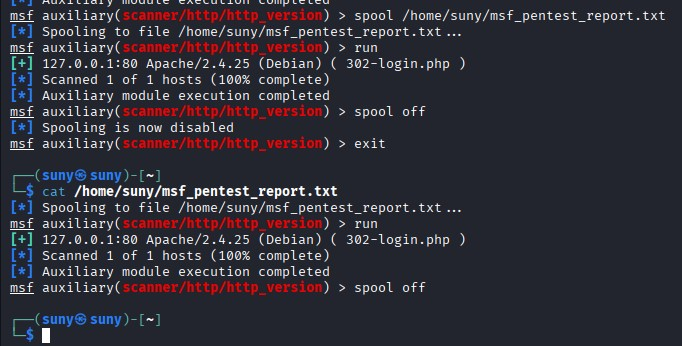 [*] Auxiliary module execution completed
msf auxiliary(scanner/http/http_version) > spool /home/suny/msf_pentest_report.txt
[*] Spooling to file /home/suny/msf_pentest_report.txt...
msf auxiliary(scanner/http/http_version) > run
[+] 127.0.0.1:80 Apache/2.4.25 (Debian) ( 302-login.php )
[*] Scanned 1 of 1 hosts (100% complete)
[*] Auxiliary module execution completed
msf auxiliary(scanner/http/http_version) > spool off
[*] Spooling is now disabled
msf auxiliary(scanner/http/http_version) > exit
┌──(suny㉿suny)-[~]
└─$ cat /home/suny/msf_pentest_report.txt
[*] Spooling to file /home/suny/msf_pentest_report.txt...
msf auxiliary(scanner/http/http_version) > run
[+] 127.0.0.1:80 Apache/2.4.25 (Debian) ( 302-login.php )
[*] Scanned 1 of 1 hosts (100% complete)
[*] Auxiliary module execution completed
msf auxiliary(scanner/http/http_version) > spool off
┌──(suny㉿suny)-[~]
└─$